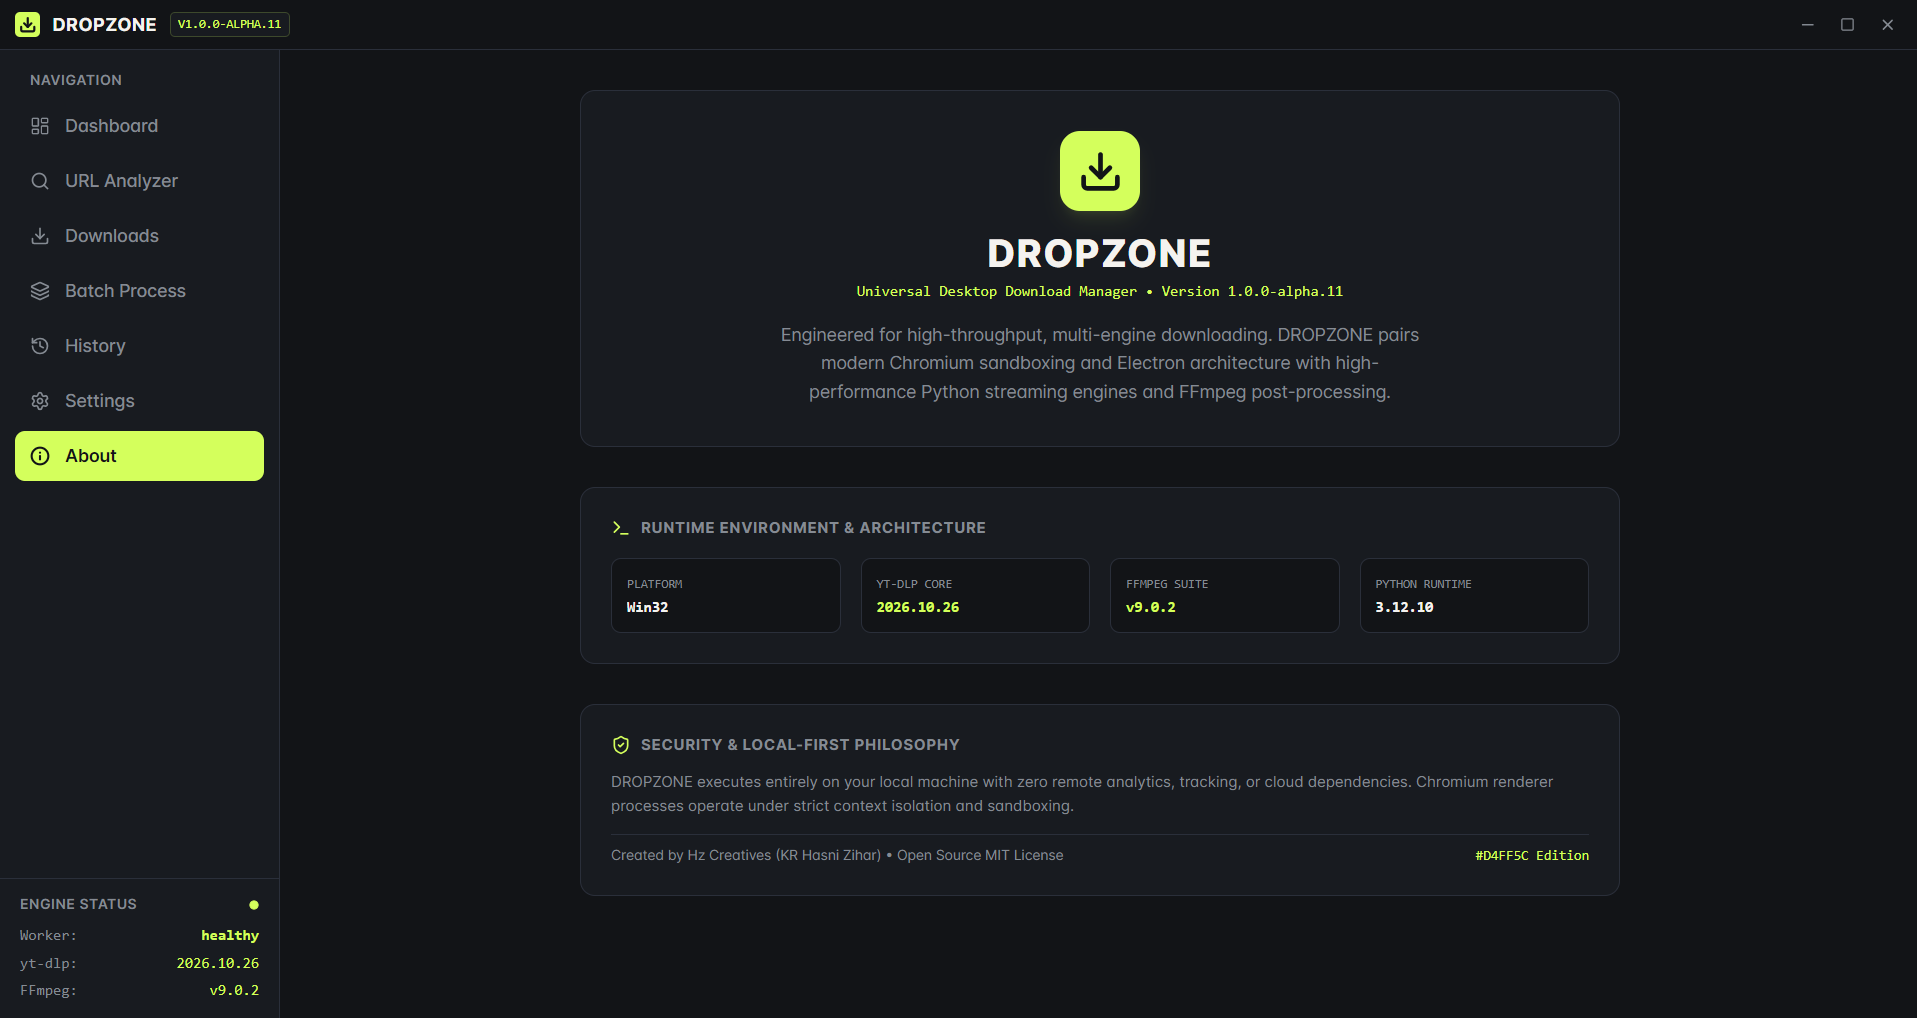 DROPZONE V1.0.0-ALPHA.11
NAVIGATION
Dashboard
URL Analyzer
Downloads
Batch Process
History
Settings
About
ENGINE STATUS
Worker: healthy
yt-dlp: 2026.10.26
FFmpeg: v9.0.2
DROPZONE
Universal Desktop Download Manager • Version 1.0.0-alpha.11
Engineered for high-throughput, multi-engine downloading. DROPZONE pairs
modern Chromium sandboxing and Electron architecture with high-
performance Python streaming engines and FFmpeg post-processing.
RUNTIME ENVIRONMENT & ARCHITECTURE
PLATFORM
Win32
YT-DLP CORE
2026.10.26
FFMPEG SUITE
v9.0.2
PYTHON RUNTIME
3.12.10
SECURITY & LOCAL-FIRST PHILOSOPHY
DROPZONE executes entirely on your local machine with zero remote analytics, tracking, or cloud dependencies. Chromium renderer
processes operate under strict context isolation and sandboxing.
Created by Hz Creatives (KR Hasni Zihar) • Open Source MIT License
#D4FF5C Edition